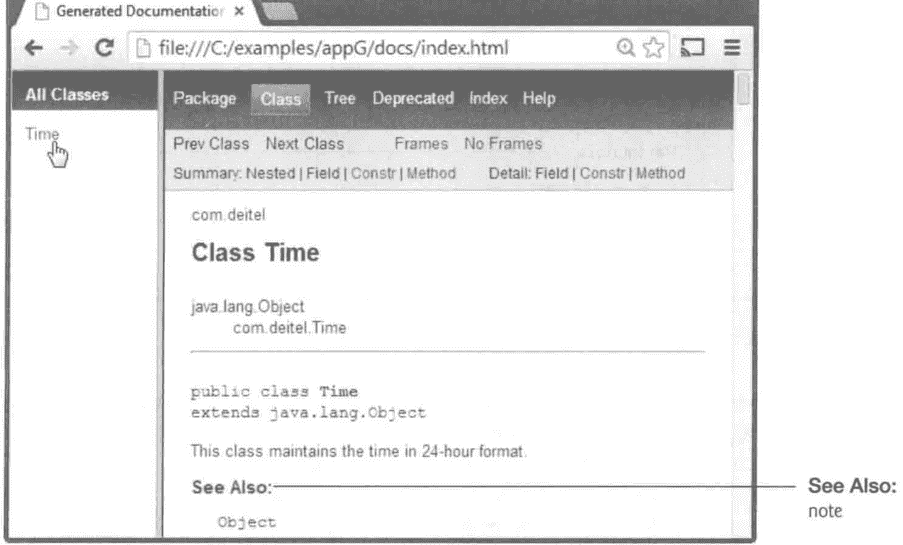 Generated Documentation ×
file:///C:/examples/appG/docs/index.html
All Classes
Time
Package Class Tree Deprecated Index Help
Prev Class Next Class Frames No Frames
Summary: Nested | Field | Constr | Method Detail: Field | Constr | Method
com.deitel
Class Time
java.lang.Object
com.deitel.Time
public class Time
extends java.lang.Object
This class maintains the time in 24-hour format.
See Also:
Object
See Also:
note